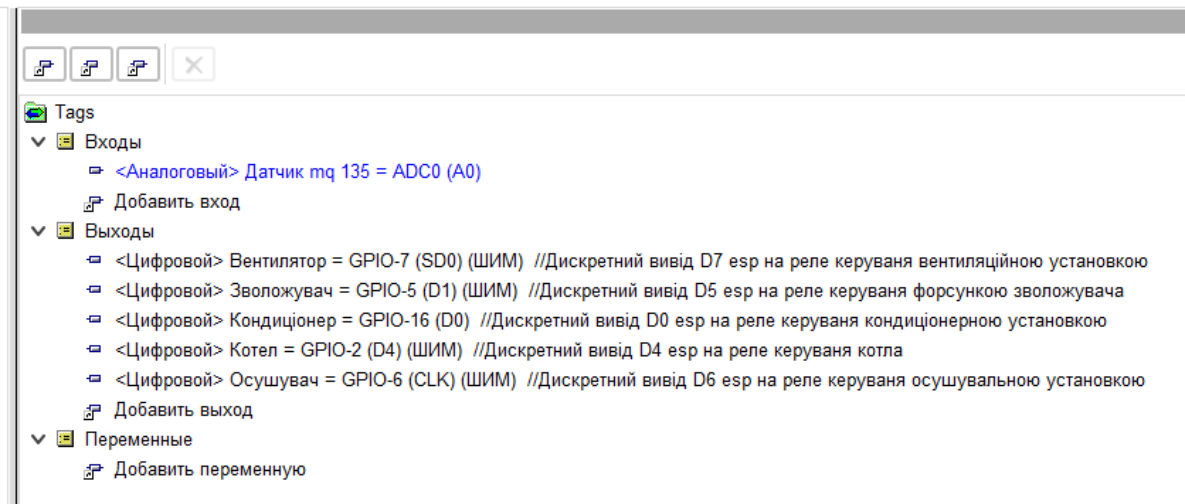 Tags
Входы
<Аналоговый> Датчик mq 135 = ADC0 (A0)
Добавить вход
Выходы
<Цифровой> Вентилятор = GPIO-7 (SD0) (ШИМ) //Дискретний вивід D7 esp на реле керуваня вентиляційною установкою
<Цифровой> Зволожувач = GPIO-5 (D1) (ШИМ) //Дискретний вивід D5 esp на реле керуваня форсункою зволожувача
<Цифровой> Кондиціонер = GPIO-16 (D0) //Дискретний вивід D0 esp на реле керуваня кондиціонерною установкою
<Цифровой> Котел = GPIO-2 (D4) (ШИМ) //Дискретний вивід D4 esp на реле керуваня котла
<Цифровой> Осушувач = GPIO-6 (CLK) (ШИМ) //Дискретний вивід D6 esp на реле керуваня осушувальною установкою
Добавить выход
Переменные
Добавить переменную